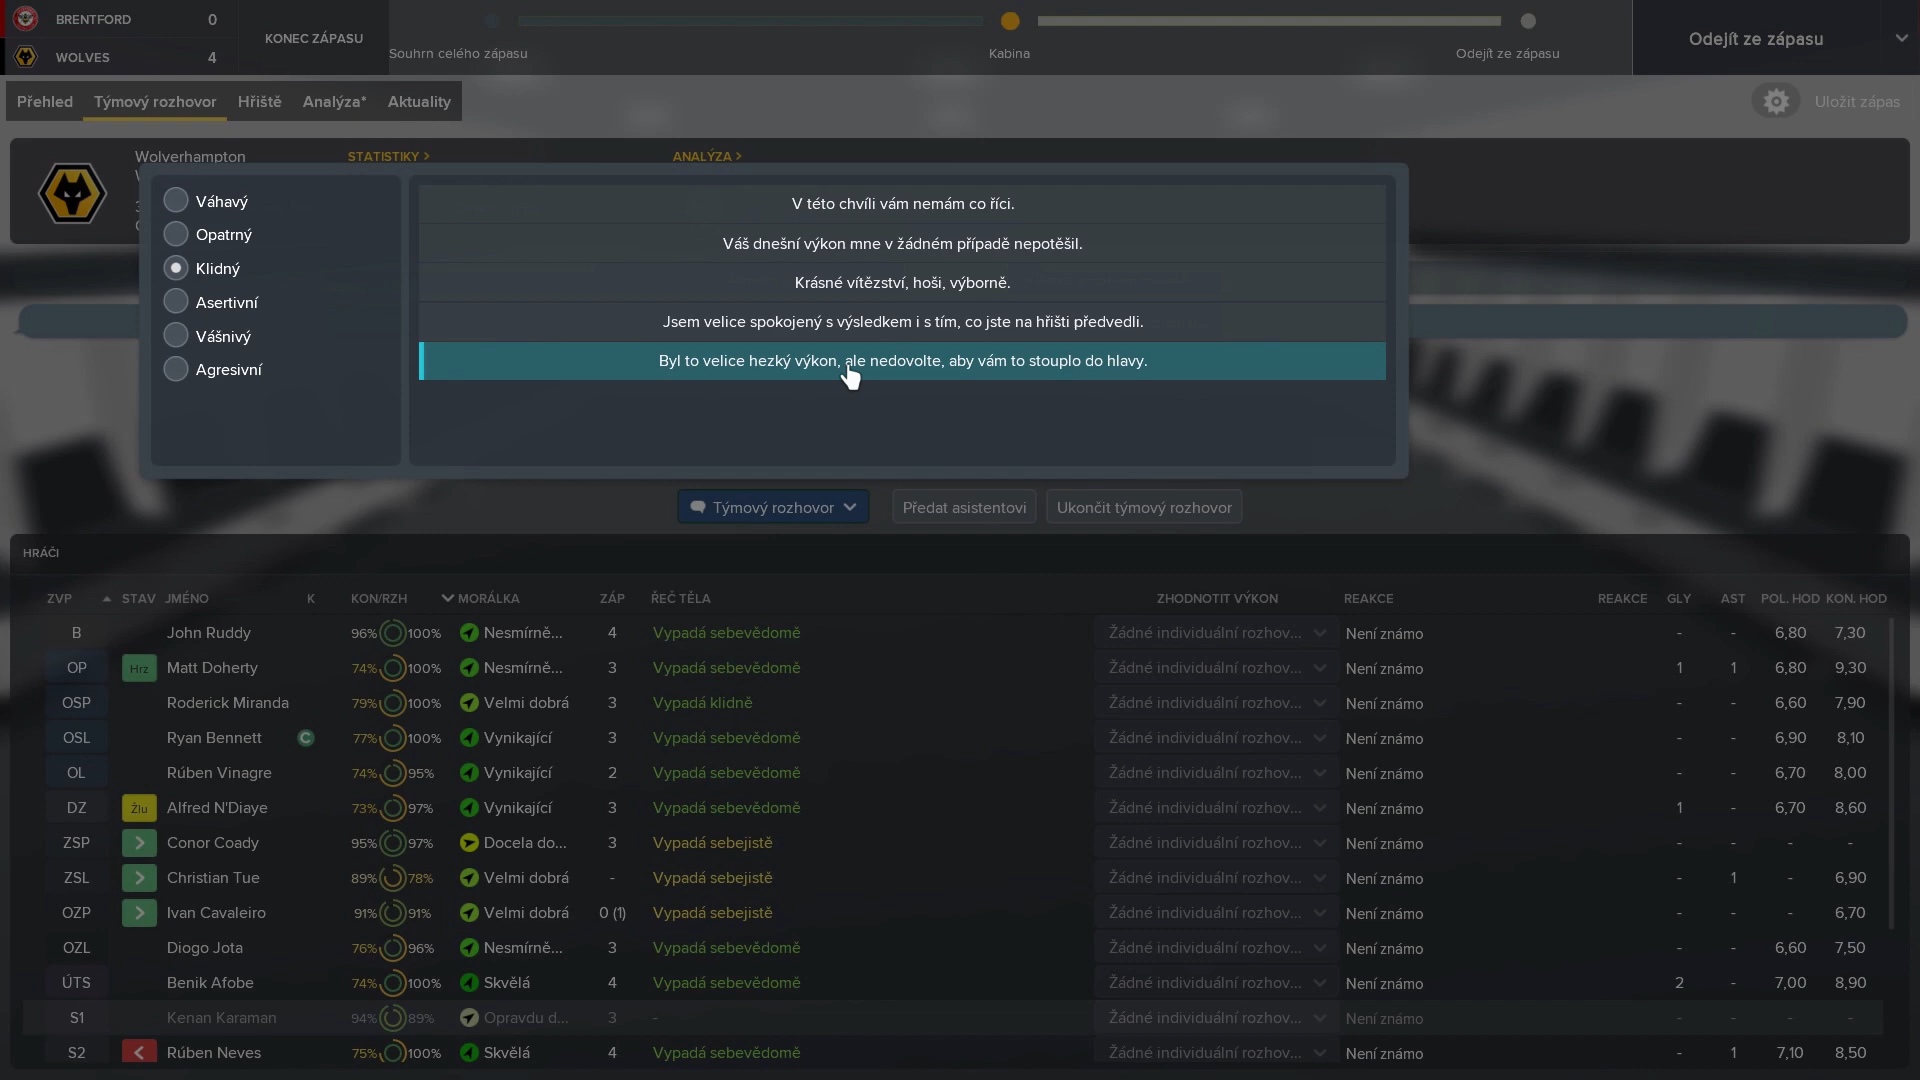 BRENTFORD 0
WOLVES 4
KONEC ZÁPASU
Souhrn celého zápasu
Kabina
Odejít ze zápasu
Odejít ze zápasu
Přehled Týmový rozhovor Hřiště Analýza* Aktuality
Uložit zápas
Wolverhampton
STATISTIKY >
ANALÝZA >
Váhavý
Opatrný
Klidný
Asertivní
Vášnivý
Agresivní
V této chvíli vám nemám co říci.
Váš dnešní výkon mne v žádném případě nepotěšil.
Krásné vítězství, hoši, výborně.
Jsem velice spokojený s výsledkem i s tím, co jste na hřišti předvedli.
Byl to velice hezký výkon, ale nedovolte, aby vám to stouplo do hlavy.
Týmový rozhovor
Předat asistentovi
Ukončit týmový rozhovor
HRÁČI
ZVP STAV JMÉNO K KON/RZH MORÁLKA ZÁP ŘEČ TĚLA ZHODNOTIT VÝKON REAKCE REAKCE GLY AST POL. HOD KON. HOD
B John Ruddy 96% 100% Nesmírně... 4 Vypadá sebevědomě Žádné individuální rozhov... Není známo - - 6,80 7,30
OP Hrz Matt Doherty 74% 100% Nesmírně... 3 Vypadá sebevědomě Žádné individuální rozhov... Není známo 1 1 6,80 9,30
OSP Roderick Miranda 79% 100% Velmi dobrá 3 Vypadá klidně Žádné individuální rozhov... Není známo - - 6,60 7,90
OSL Ryan Bennett C 77% 100% Vynikající 3 Vypadá sebevědomě Žádné individuální rozhov... Není známo - - 6,90 8,10
OL Rúben Vinagre 74% 95% Vynikající 2 Vypadá sebevědomě Žádné individuální rozhov... Není známo - - 6,70 8,00
DZ Žlu Alfred N'Diaye 73% 97% Vynikající 3 Vypadá sebevědomě Žádné individuální rozhov... Není známo 1 - 6,70 8,60
ZSP Conor Coady 95% 97% Docela do... 3 Vypadá sebejistě Žádné individuální rozhov... Není známo - - - -
ZSL Christian Tue 89% 78% Velmi dobrá - Vypadá sebejistě Žádné individuální rozhov... Není známo - 1 - 6,90
OZP Ivan Cavaleiro 91% 91% Velmi dobrá 0 (1) Vypadá sebejistě Žádné individuální rozhov... Není známo - - - 6,70
OZL Diogo Jota 76% 96% Nesmírně... 3 Vypadá sebevědomě Žádné individuální rozhov... Není známo - - 6,60 7,50
ÚTS Benik Afobe 74% 100% Skvělá 4 Vypadá sebevědomě Žádné individuální rozhov... Není známo 2 - 7,00 8,90
S1 Kenan Karaman 94% 89% Opravdu d... 3 - Žádné individuální rozhov... Není známo - - - -
S2 Rúben Neves 75% 100% Skvělá 4 Vypadá sebevědomě Žádné individuální rozhov... Není známo - 1 7,10 8,50